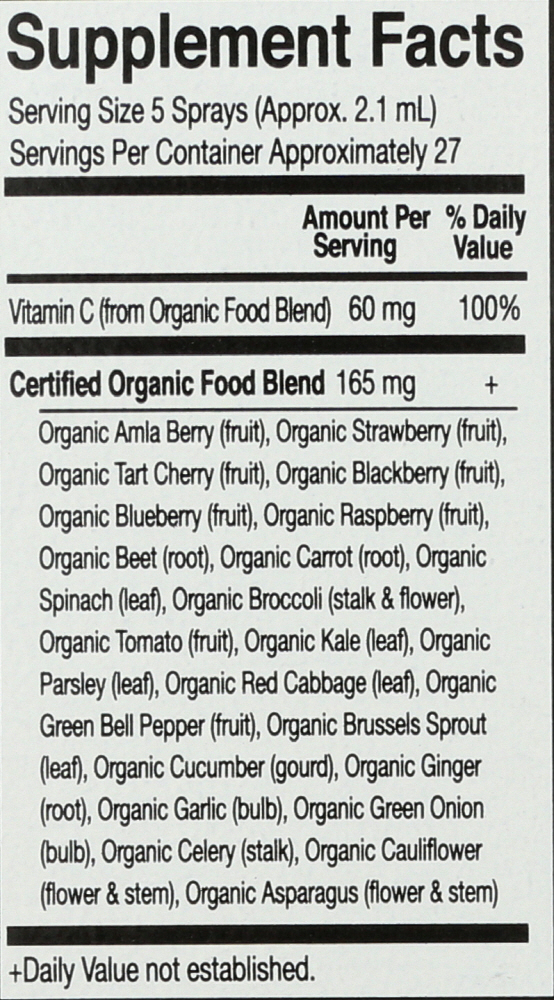 Supplement Facts
Serving Size 5 Sprays (Approx. 2.1 mL)
Servings Per Container Approximately 27
Amount Per % Daily
Serving Value
Vitamin C (from Organic Food Blend) 60 mg 100%
Certified Organic Food Blend 165 mg +
Organic Amla Berry (fruit), Organic Strawberry (fruit),
Organic Tart Cherry (fruit), Organic Blackberry (fruit),
Organic Blueberry (fruit), Organic Raspberry (fruit),
Organic Beet (root), Organic Carrot (root), Organic
Spinach (leaf), Organic Broccoli (stalk & flower),
Organic Tomato (fruit), Organic Kale (leaf), Organic
Parsley (leaf), Organic Red Cabbage (leaf), Organic
Green Bell Pepper (fruit), Organic Brussels Sprout
(leaf), Organic Cucumber (gourd), Organic Ginger
(root), Organic Garlic (bulb), Organic Green Onion
(bulb), Organic Celery (stalk), Organic Cauliflower
(flower & stem), Organic Asparagus (flower & stem)
+Daily Value not established.